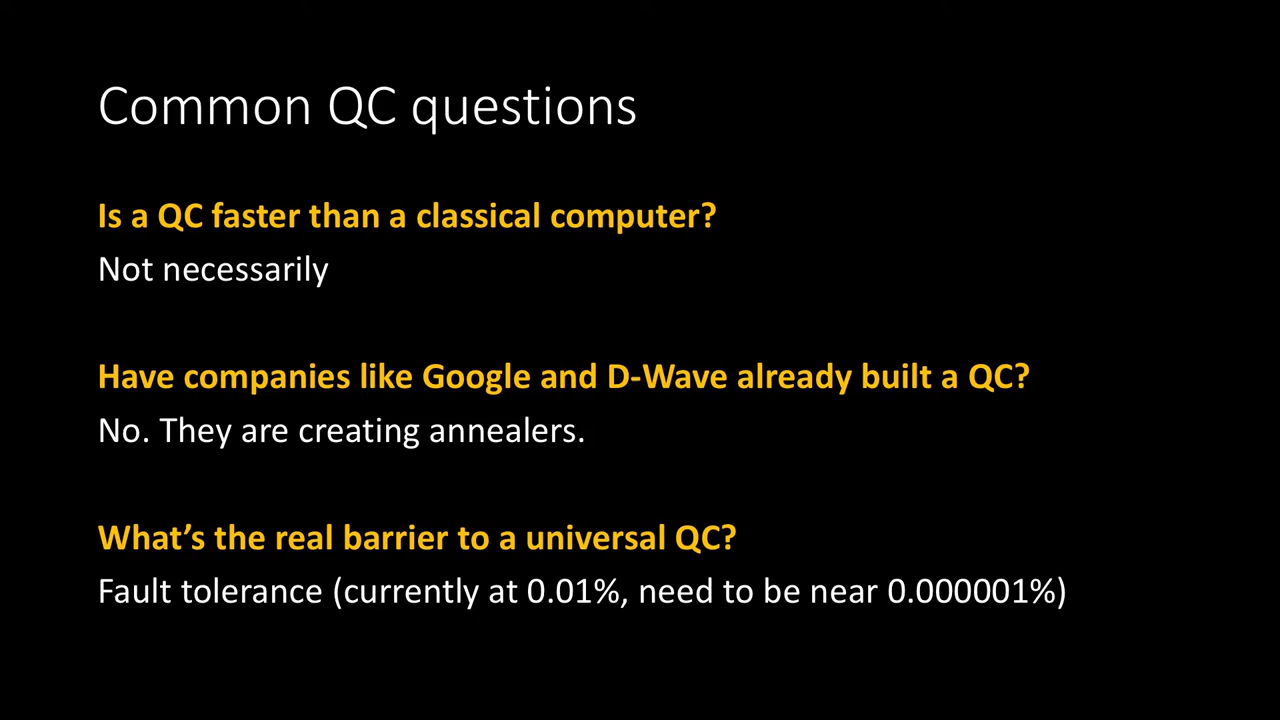 Common QC questions
Is a QC faster than a classical computer?
Not necessarily
Have companies like Google and D-Wave already built a QC?
No. They are creating annealers.
What’s the real barrier to a universal QC?
Fault tolerance (currently at 0.01%, need to be near 0.000001%)